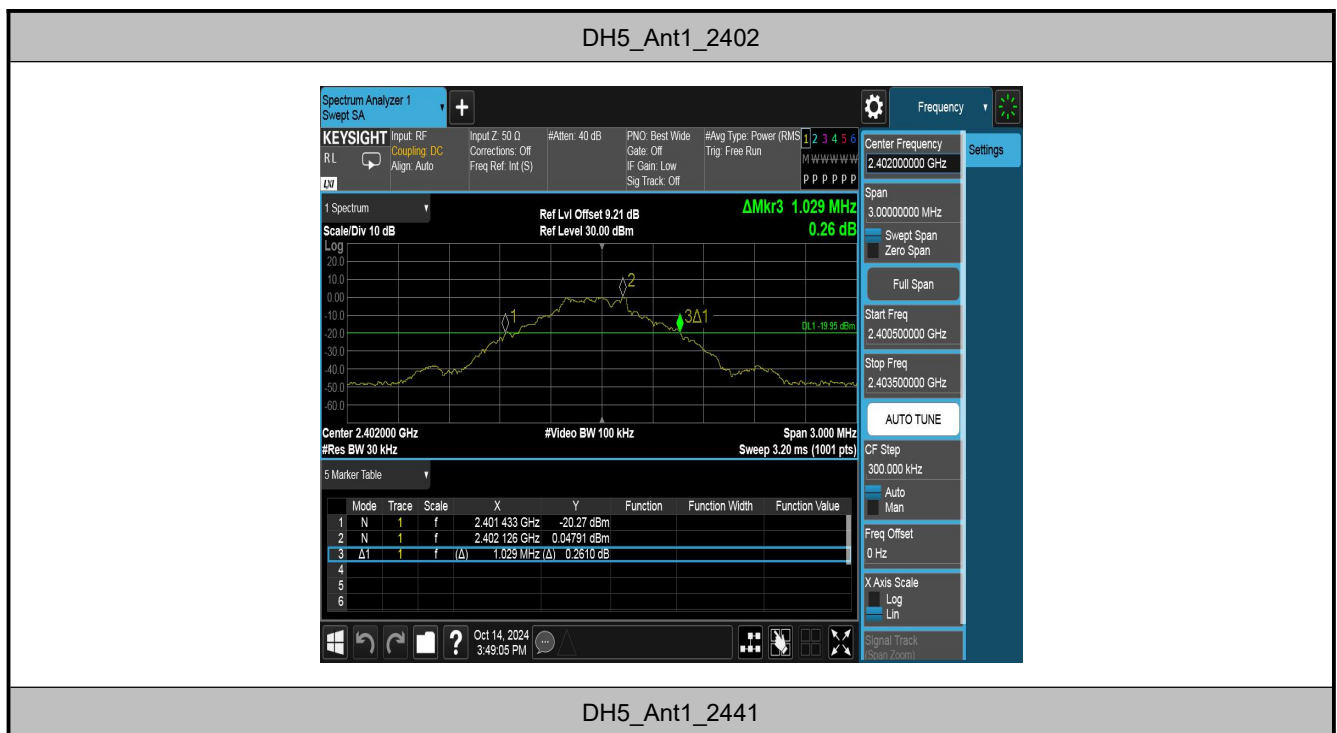 DH5_Ant1_2402
Spectrum Analyzer 1
Swept SA
+
Frequency
KEYSIGHT
RL
LXI
Input: RF
Coupling: DC
Align: Auto
Input Z: 50 Ω
Corrections: Off
Freq Ref: Int (S)
#Atten: 40 dB
PNO: Best Wide
Gate: Off
IF Gain: Low
Sig Track: Off
#Avg Type: Power (RMS
Trig: Free Run
1 2 3 4 5 6
M W W W W W
P P P P P P
Center Frequency
2.402000000 GHz
Settings
Span
3.00000000 MHz
Swept Span
Zero Span
Full Span
Start Freq
2.400500000 GHz
Stop Freq
2.403500000 GHz
AUTO TUNE
CF Step
300.000 kHz
Auto
Man
Freq Offset
0 Hz
X Axis Scale
Log
Lin
Signal Track
(Span Zoom)
1 Spectrum
Scale/Div 10 dB
Ref Lvl Offset 9.21 dB
Ref Level 30.00 dBm
ΔMkr3 1.029 MHz
0.26 dB
Log
20.0
10.0
0.00
-10.0
-20.0
-30.0
-40.0
-50.0
-60.0
1
2
3Δ1
DL1 -19.95 dBm
Center 2.402000 GHz
#Video BW 100 kHz
Span 3.000 MHz
#Res BW 30 kHz
Sweep 3.20 ms (1001 pts)
5 Marker Table
Mode Trace Scale X Y Function Function Width Function Value
1 N 1 f 2.401 433 GHz -20.27 dBm
2 N 1 f 2.402 126 GHz 0.04791 dBm
3 Δ1 1 f (Δ) 1.029 MHz (Δ) 0.2610 dB
4
5
6
?
Oct 14, 2024
3:49:05 PM
DH5_Ant1_2441